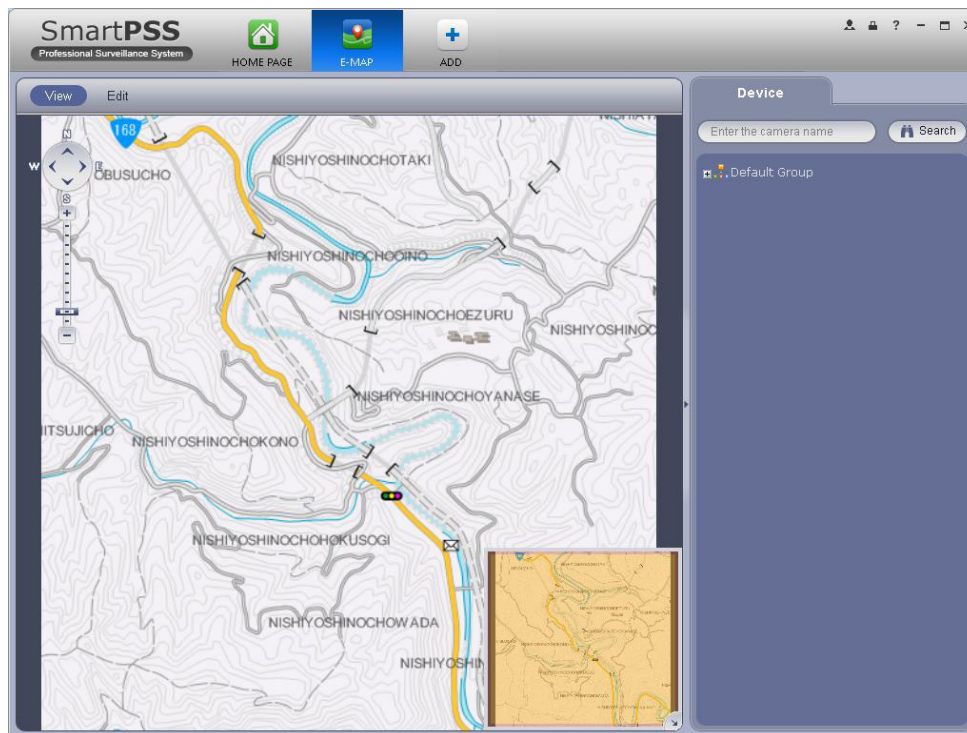 SmartPSS
Professional Surveillance System
HOME PAGE
E-MAP
ADD
?
View
Edit
Device
Enter the camera name
Search
Default Group
168
N
W
E
S
OBUSUCHO
NISHIYOSHINOCHOTAKI
NISHIYOSHINOCHOOINO
NISHIYOSHINOCHOEZURU
NISHIYOSHINOC
NISHIYOSHINOCHOYANASE
ITSUJICHO
NISHIYOSHINOCHOKONO
NISHIYOSHINOCHOHOKUSOGI
NISHIYOSHINOCHOWADA
NISHIYOSHIN